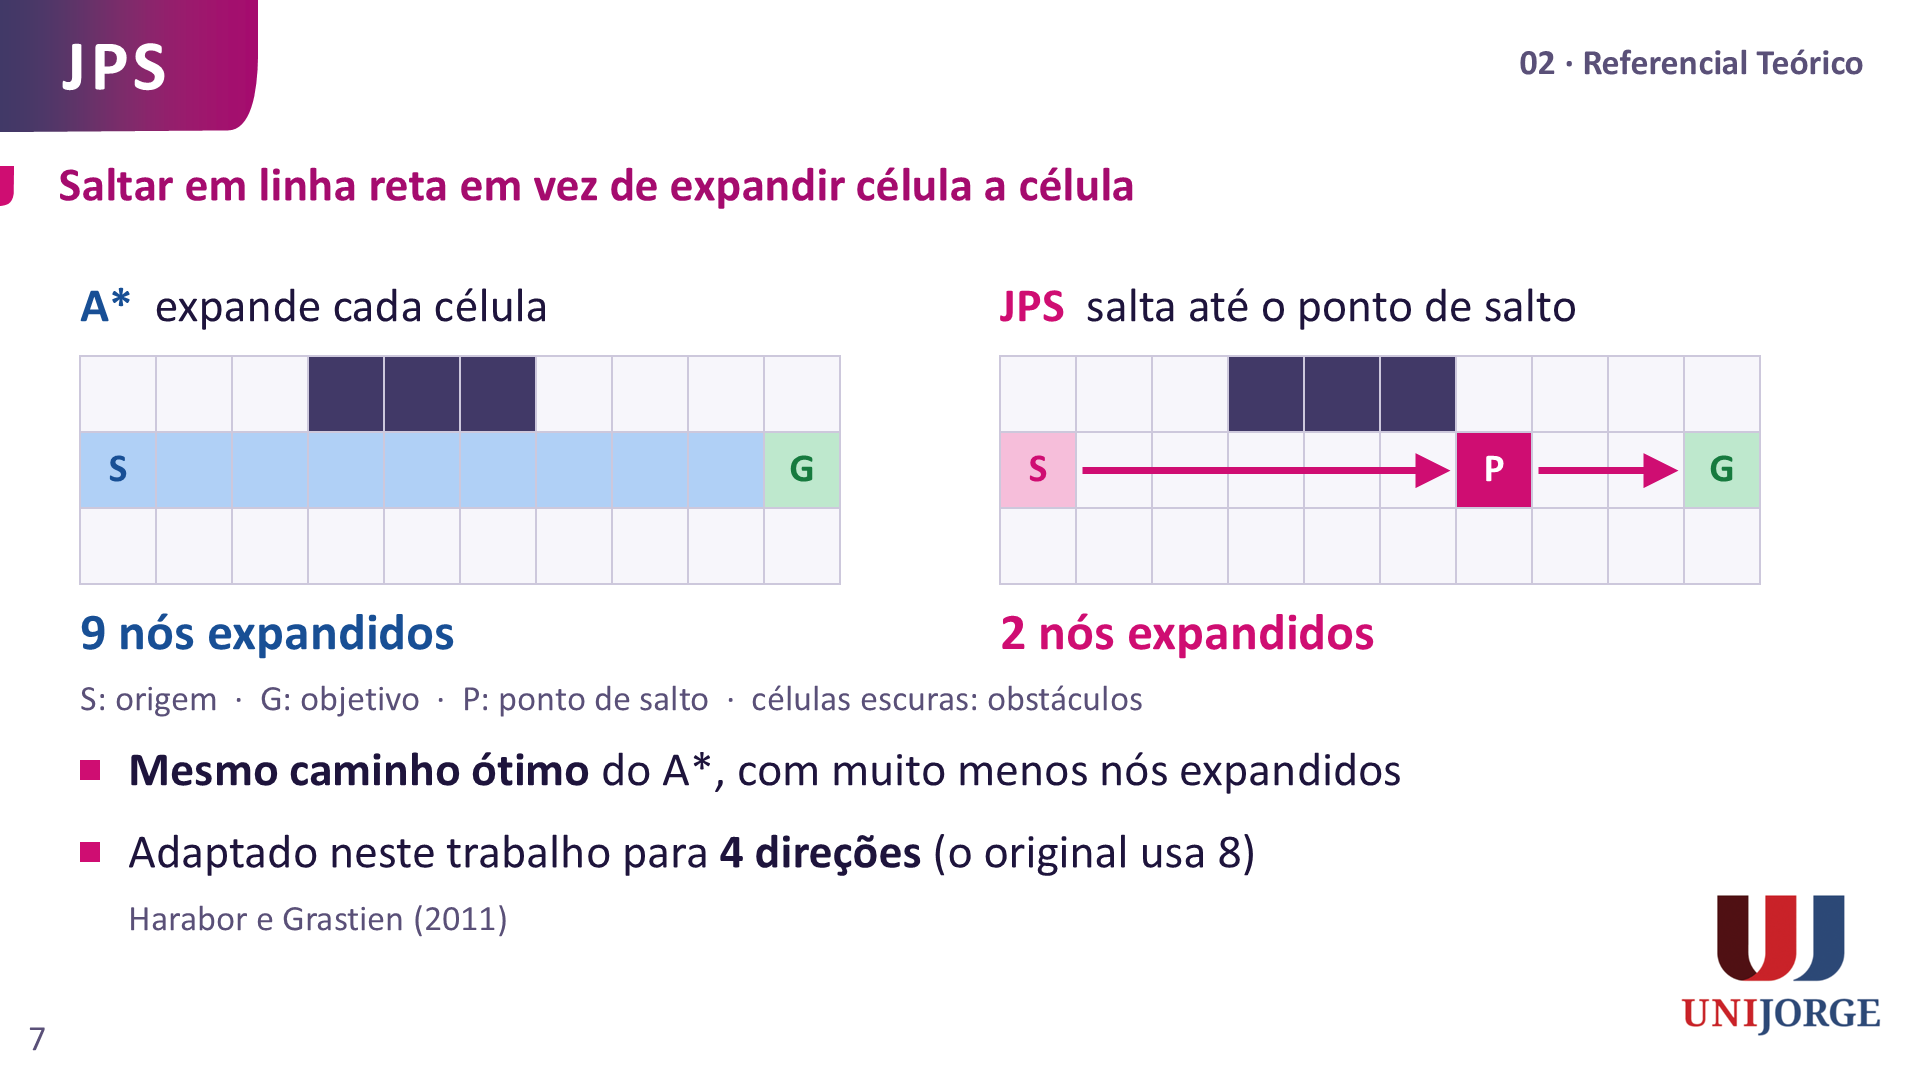 JPS
02 · Referencial Teórico
Saltar em linha reta em vez de expandir célula a célula
A* expande cada célula
S
G
9 nós expandidos
JPS salta até o ponto de salto
S
P
G
2 nós expandidos
S: origem · G: objetivo · P: ponto de salto · células escuras: obstáculos
Mesmo caminho ótimo do A*, com muito menos nós expandidos
Adaptado neste trabalho para 4 direções (o original usa 8)
Harabor e Grastien (2011)
UNIJORGE
7